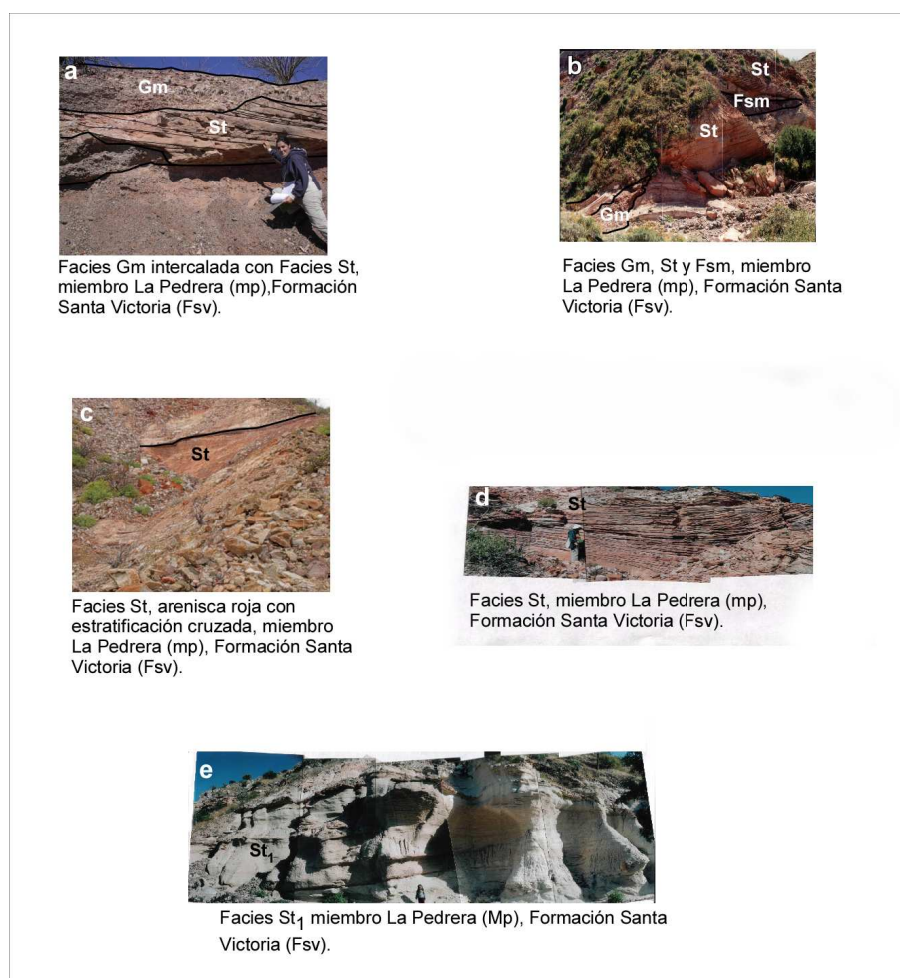 a
Gm
St
Facies Gm intercalada con Facies St,
miembro La Pedrera (mp),Formación
Santa Victoria (Fsv).
b
St
Fsm
St
Gm
Facies Gm, St y Fsm, miembro
La Pedrera (mp), Formación Santa
Victoria (Fsv).
c
St
Facies St, arenisca roja con
estratificación cruzada, miembro
La Pedrera (mp), Formación Santa
Victoria (Fsv).
d
St
Facies St, miembro La Pedrera (mp),
Formación Santa Victoria (Fsv).
e
St1
Facies St1 miembro La Pedrera (Mp), Formación Santa
Victoria (Fsv).